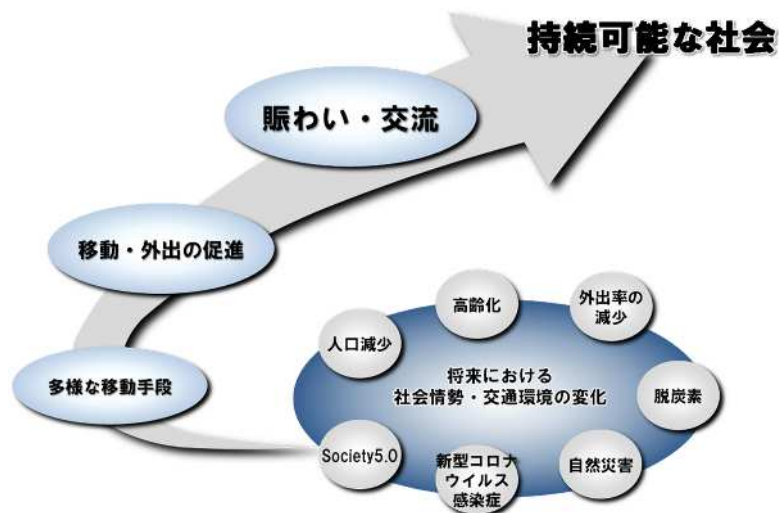 持続可能な社会
賑わい・交流
移動・外出の促進
多様な移動手段
高齢化
外出率の
減少
人口減少
将来における
社会情勢・交通環境の変化
脱炭素
Society5.0
新型コロナ
ウイルス
感染症
自然災害